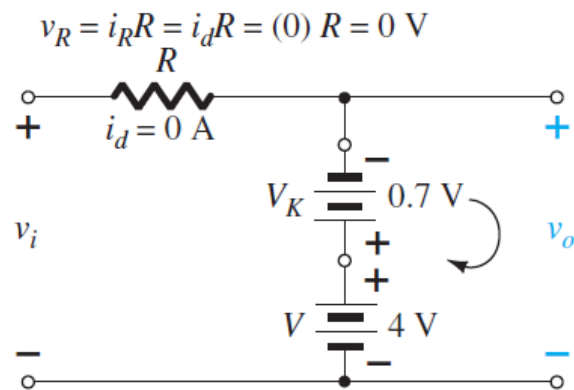 v_R = i_R R = i_d R = (0) R = 0 V
R
+ i_d = 0 A +
−
V_K 0.7 V
v_i + v_o
+
V 4 V
− − −